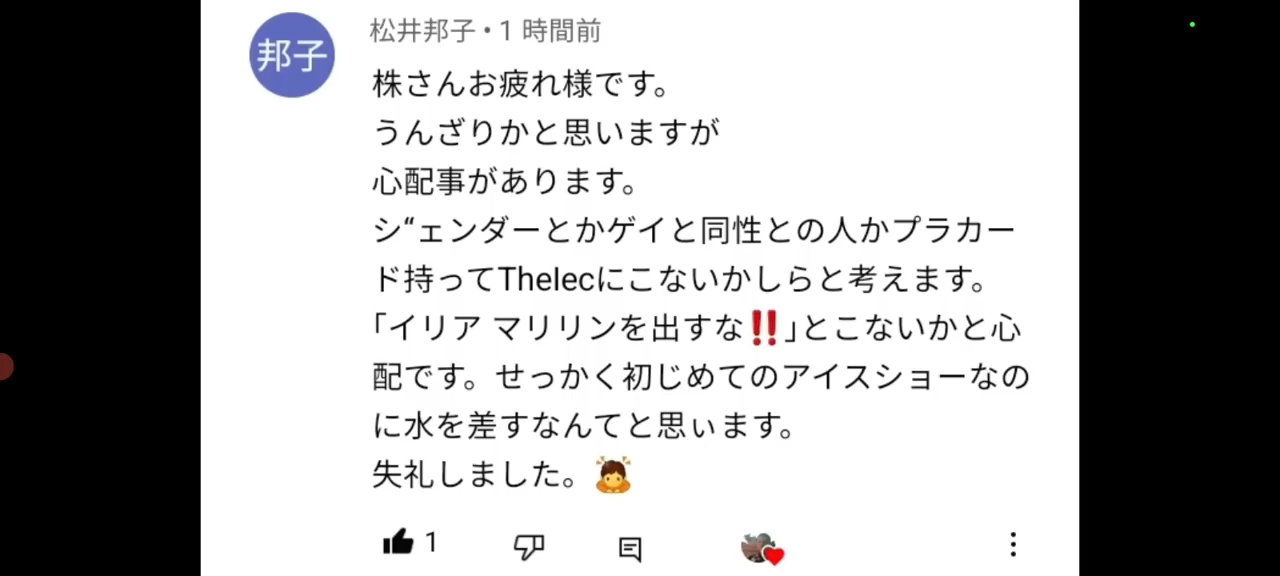 邦子
松井邦子・1 時間前
株さんお疲れ様です。
うんざりかと思いますが
心配事があります。
シ“ェンダーとかゲイと同性との人かプラカー
ド持ってTheIecにこないかしらと考えます。
「イリア マリリンを出すな‼️」とこないかと心
配です。せっかく初じめてのアイスショーなの
に水を差すなんてと思ぃます。
失礼しました。🙇
1